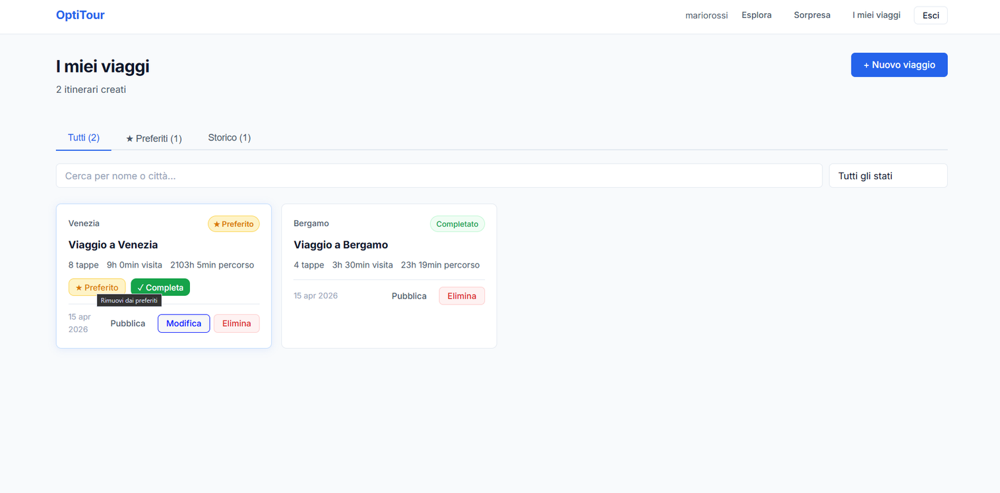 OptiTour
mariorossi Esplora Sorpresa I miei viaggi Esci
I miei viaggi
+ Nuovo viaggio
2 itinerari creati
Tutti (2) ★ Preferiti (1) Storico (1)
Cerca per nome o città...
Tutti gli stati
Venezia
★ Preferito
Viaggio a Venezia
8 tappe 9h 0min visita 2103h 5min percorso
★ Preferito ✓ Completa
Rimuovi dai preferiti
15 apr 2026
Pubblica Modifica Elimina
Bergamo
Completato
Viaggio a Bergamo
4 tappe 3h 30min visita 23h 19min percorso
15 apr 2026 Pubblica Elimina